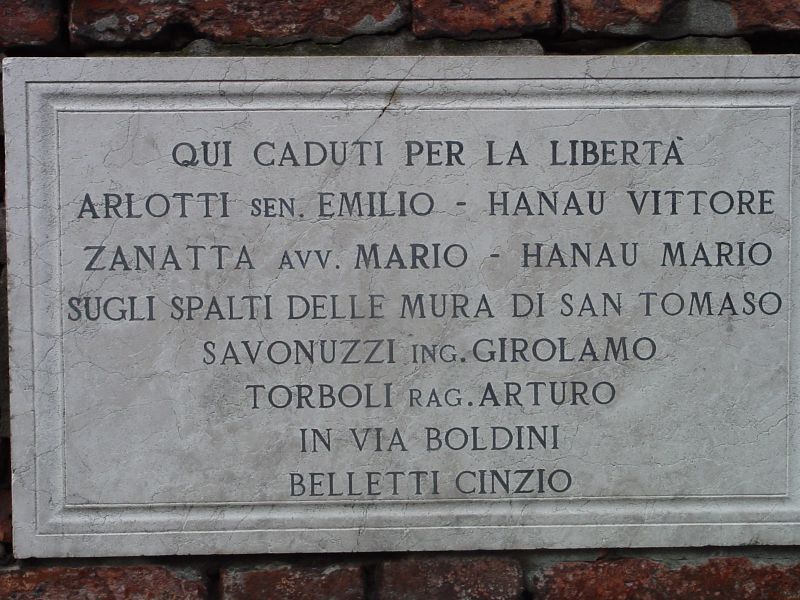 QUI CADUTI PER LA LIBERTÀ
ARLOTTI SEN. EMILIO - HANAU VITTORE
ZANATTA AVV. MARIO - HANAU MARIO
SUGLI SPALTI DELLE MURA DI SAN TOMASO
SAVONUZZI ING. GIROLAMO
TORBOLI RAG. ARTURO
IN VIA BOLDINI
BELLETTI CINZIO